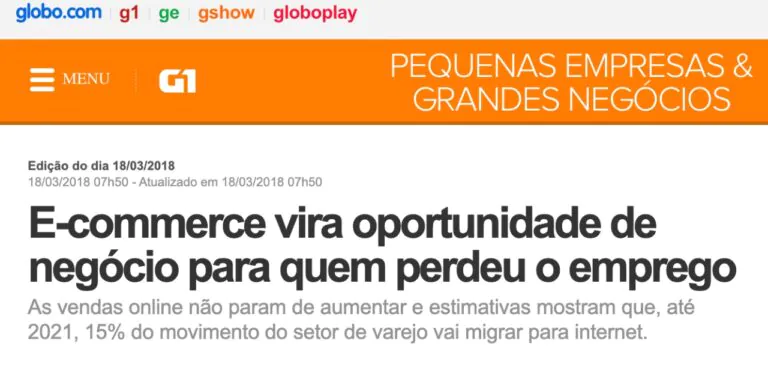 globo.com g1 ge gshow globoplay
MENU G1 PEQUENAS EMPRESAS &
GRANDES NEGÓCIOS
Edição do dia 18/03/2018
18/03/2018 07h50 - Atualizado em 18/03/2018 07h50
E-commerce vira oportunidade de
negócio para quem perdeu o emprego
As vendas online não param de aumentar e estimativas mostram que, até
2021, 15% do movimento do setor de varejo vai migrar para internet.